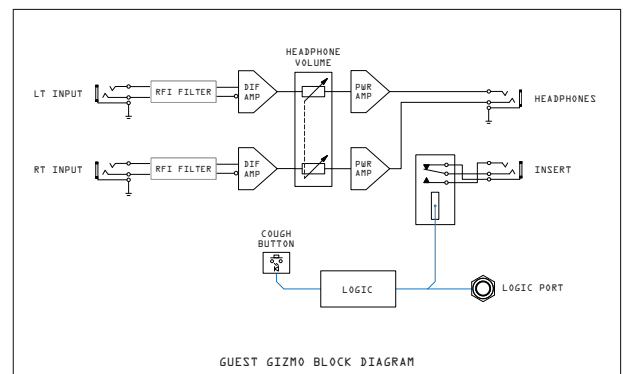 HEADPHONE
VOLUME
LT INPUT
RFI FILTER
DIF
AMP
PWR
AMP
HEADPHONES
RT INPUT
RFI FILTER
DIF
AMP
PWR
AMP
INSERT
COUGH
BUTTON
LOGIC
LOGIC PORT
GUEST GIZMO BLOCK DIAGRAM